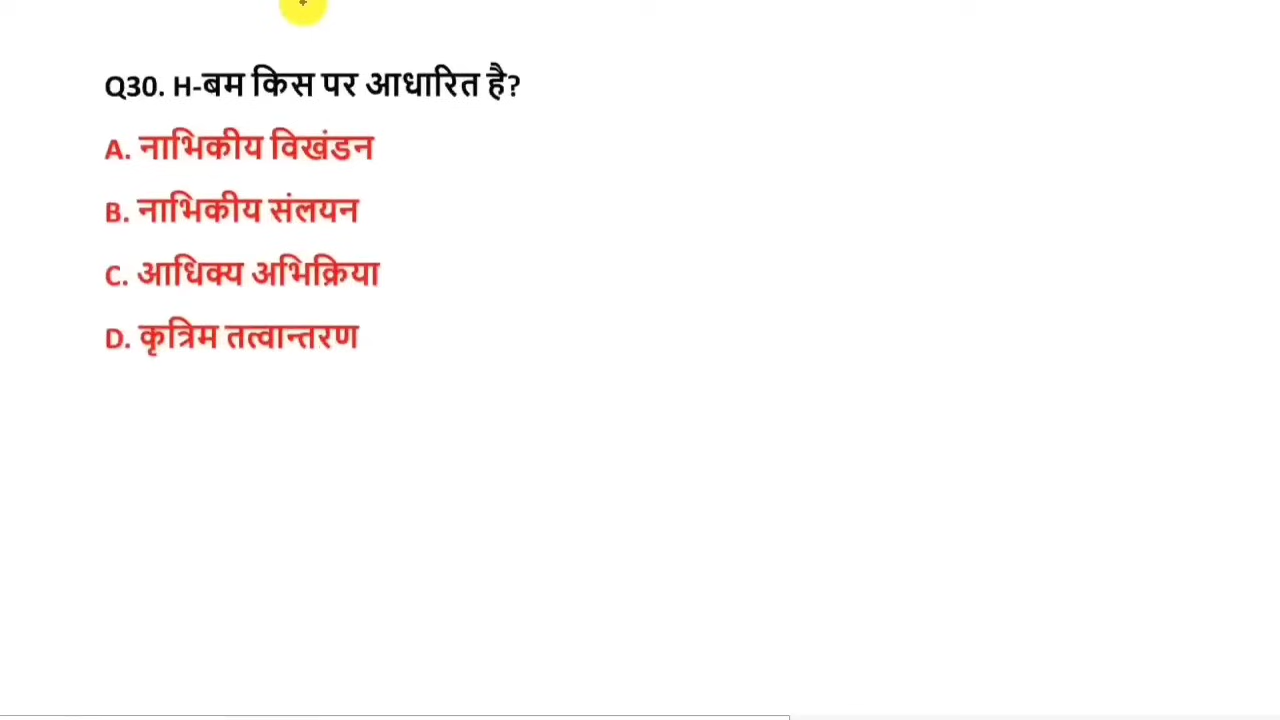 Q30. H-बम किस पर आधारित है?
A. नाभिकीय विखंडन
B. नाभिकीय संलयन
C. आधिक्य अभिक्रिया
D. कृत्रिम तत्वान्तरण